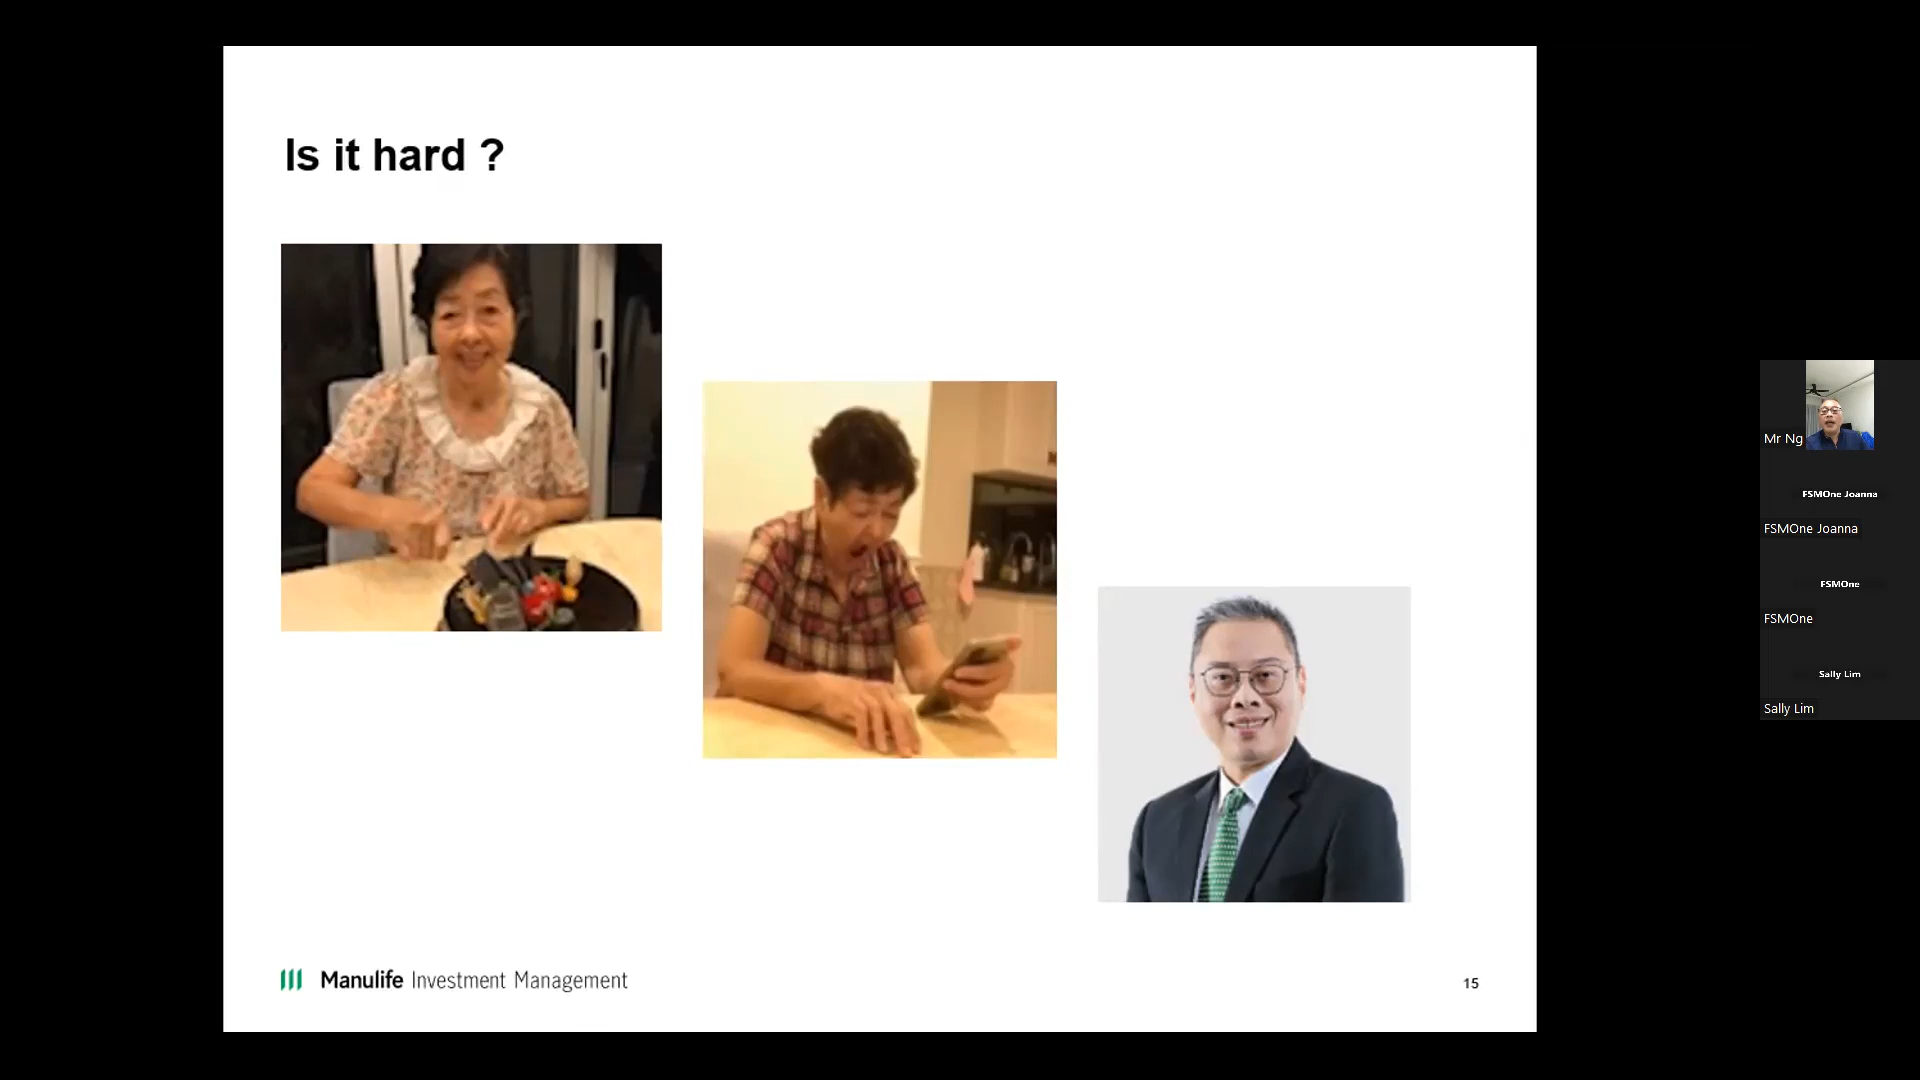 Is it hard ?
Manulife Investment Management
15
Mr Ng
FSMOne Joanna
FSMOne Joanna
FSMOne
FSMOne
Sally Lim
Sally Lim